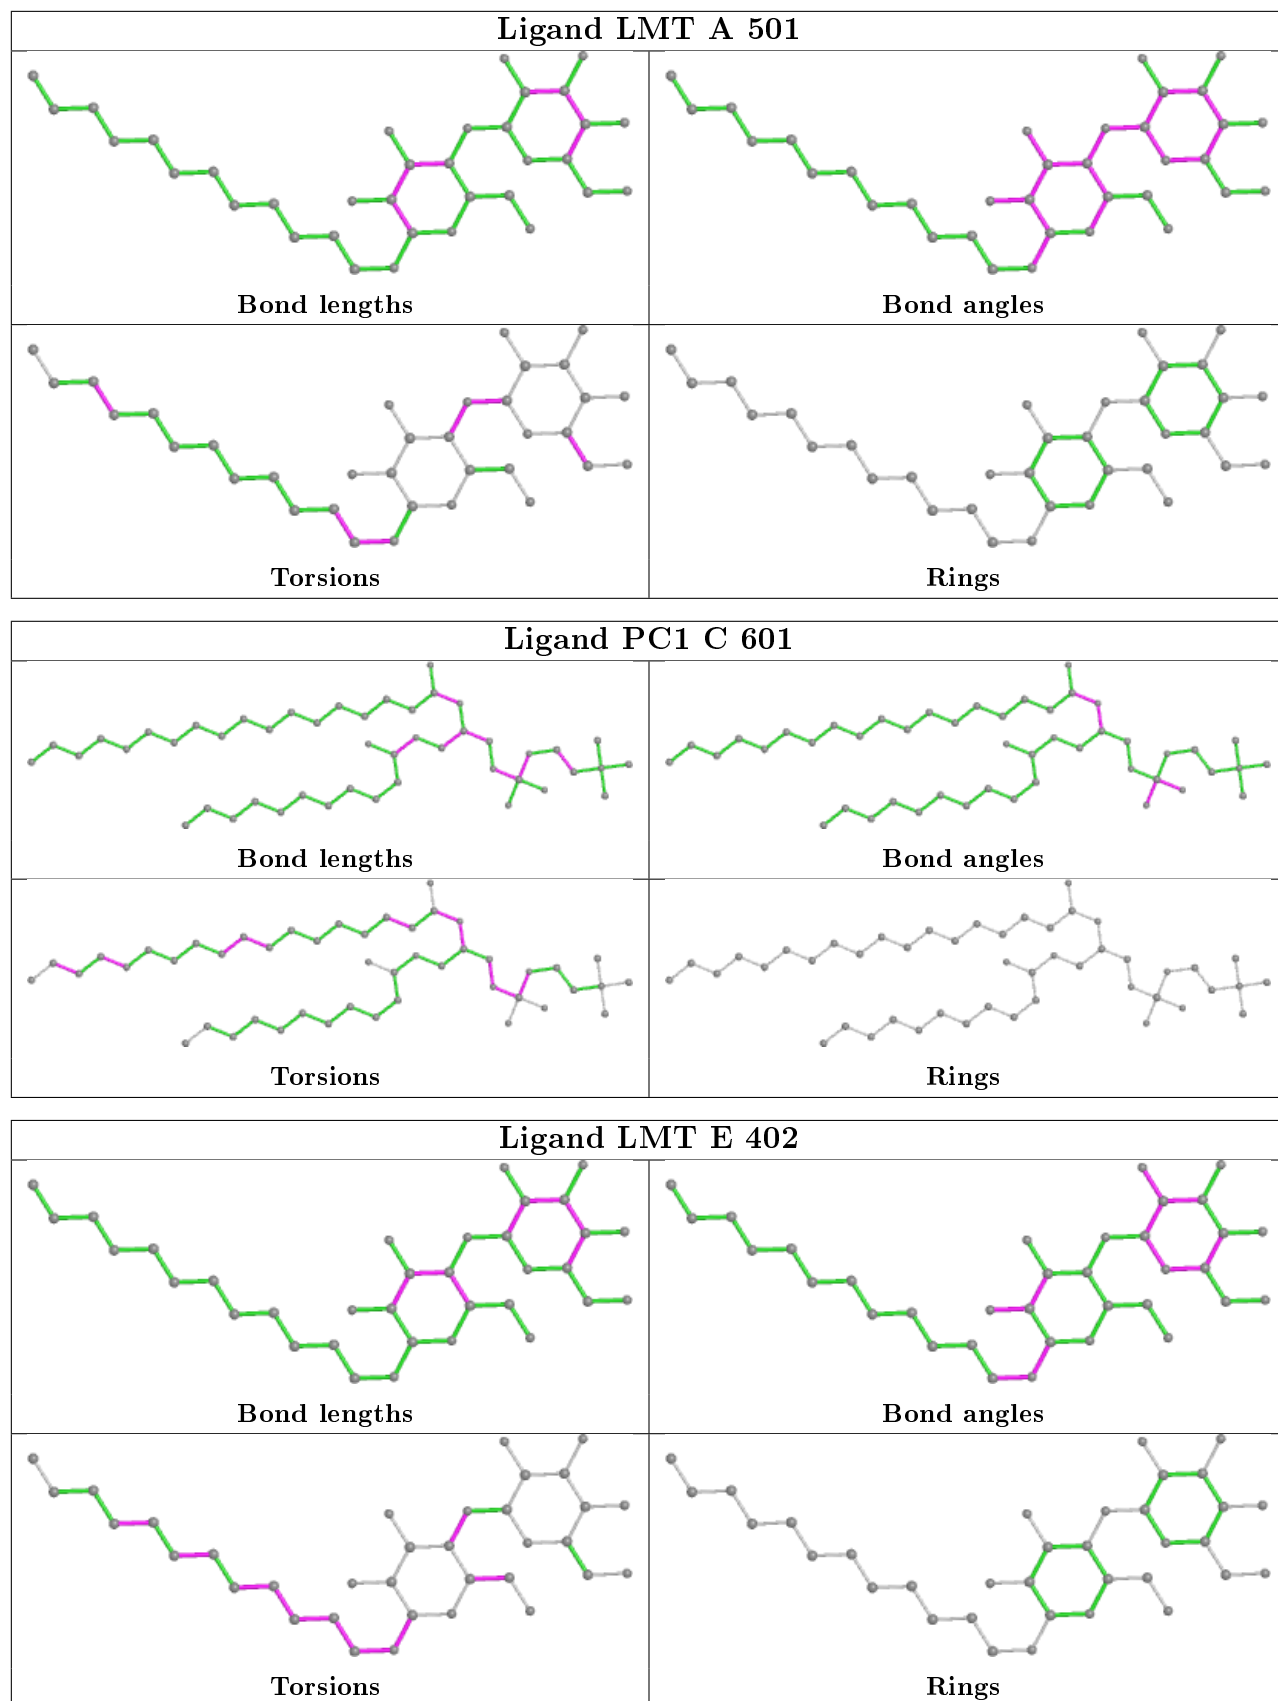 Ligand LMT A 501
Bond lengths
Bond angles
Torsions
Rings
Ligand PC1 C 601
Bond lengths
Bond angles
Torsions
Rings
Ligand LMT E 402
Bond lengths
Bond angles
Torsions
Rings